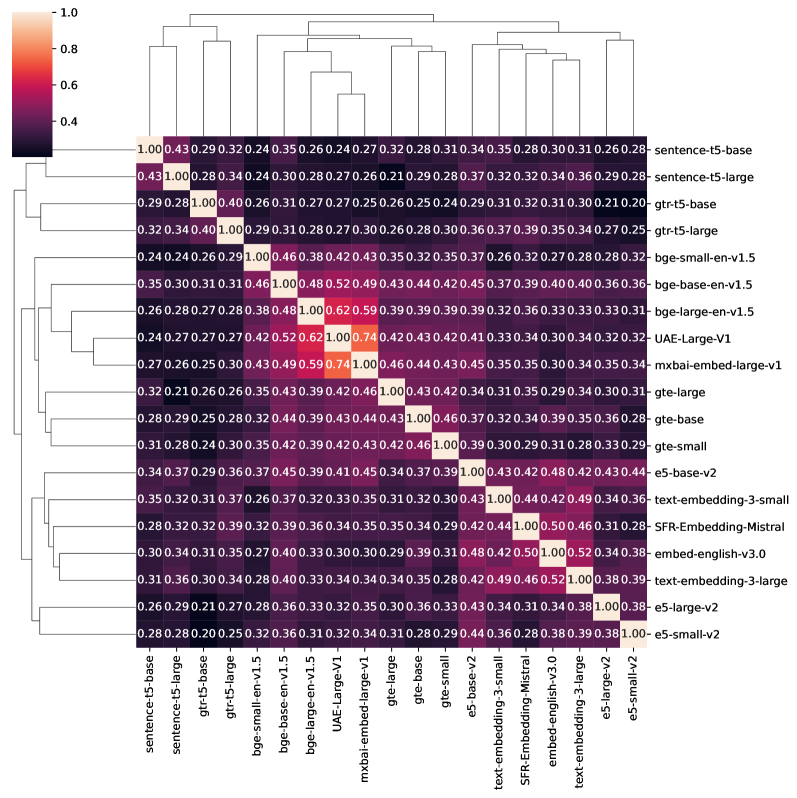 1.0
0.8
0.6
0.4
1.00 0.43 0.29 0.32 0.24 0.35 0.26 0.24 0.27 0.32 0.28 0.31 0.34 0.35 0.28 0.30 0.31 0.26 0.28 sentence-t5-base
0.43 1.00 0.28 0.34 0.24 0.30 0.28 0.27 0.26 0.21 0.29 0.28 0.37 0.32 0.32 0.34 0.36 0.29 0.28 sentence-t5-large
0.29 0.28 1.00 0.40 0.26 0.31 0.27 0.27 0.25 0.26 0.25 0.24 0.29 0.31 0.32 0.31 0.30 0.21 0.20 gtr-t5-base
0.32 0.34 0.40 1.00 0.29 0.31 0.28 0.27 0.30 0.26 0.28 0.30 0.36 0.37 0.39 0.35 0.34 0.27 0.25 gtr-t5-large
0.24 0.24 0.26 0.29 1.00 0.46 0.38 0.42 0.43 0.35 0.32 0.35 0.37 0.26 0.32 0.27 0.28 0.28 0.32 bge-small-en-v1.5
0.35 0.30 0.31 0.31 0.46 1.00 0.48 0.52 0.49 0.43 0.44 0.42 0.45 0.37 0.39 0.40 0.40 0.36 0.36 bge-base-en-v1.5
0.26 0.28 0.27 0.28 0.38 0.48 1.00 0.62 0.59 0.39 0.39 0.39 0.39 0.32 0.36 0.33 0.33 0.33 0.31 bge-large-en-v1.5
0.24 0.27 0.27 0.27 0.42 0.52 0.62 1.00 0.74 0.42 0.43 0.42 0.41 0.33 0.34 0.30 0.34 0.32 0.32 UAE-Large-V1
0.27 0.26 0.25 0.30 0.43 0.49 0.59 0.74 1.00 0.46 0.44 0.43 0.45 0.35 0.35 0.30 0.34 0.35 0.34 mxbai-embed-large-v1
0.32 0.21 0.26 0.26 0.35 0.43 0.39 0.42 0.46 1.00 0.43 0.42 0.34 0.31 0.35 0.29 0.34 0.30 0.31 gte-large
0.28 0.29 0.25 0.28 0.32 0.44 0.39 0.43 0.44 0.43 1.00 0.46 0.37 0.32 0.34 0.39 0.35 0.36 0.28 gte-base
0.31 0.28 0.24 0.30 0.35 0.42 0.39 0.42 0.43 0.42 0.46 1.00 0.39 0.30 0.29 0.31 0.28 0.33 0.29 gte-small
0.34 0.37 0.29 0.36 0.37 0.45 0.39 0.41 0.45 0.34 0.37 0.39 1.00 0.43 0.42 0.48 0.42 0.43 0.44 e5-base-v2
0.35 0.32 0.31 0.37 0.26 0.37 0.32 0.33 0.35 0.31 0.32 0.30 0.43 1.00 0.44 0.42 0.49 0.34 0.36 text-embedding-3-small
0.28 0.32 0.32 0.39 0.32 0.39 0.36 0.34 0.35 0.35 0.34 0.29 0.42 0.44 1.00 0.50 0.46 0.31 0.28 SFR-Embedding-Mistral
0.30 0.34 0.31 0.35 0.27 0.40 0.33 0.30 0.30 0.29 0.39 0.31 0.48 0.42 0.50 1.00 0.52 0.34 0.38 embed-english-v3.0
0.31 0.36 0.30 0.34 0.28 0.40 0.33 0.34 0.34 0.34 0.35 0.28 0.42 0.49 0.46 0.52 1.00 0.38 0.39 text-embedding-3-large
0.26 0.29 0.21 0.27 0.28 0.36 0.33 0.32 0.35 0.30 0.36 0.33 0.43 0.34 0.31 0.34 0.38 1.00 0.38 e5-large-v2
0.28 0.28 0.20 0.25 0.32 0.36 0.31 0.32 0.34 0.31 0.28 0.29 0.44 0.36 0.28 0.38 0.39 0.38 1.00 e5-small-v2
sentence-t5-base
sentence-t5-large
gtr-t5-base
gtr-t5-large
bge-small-en-v1.5
bge-base-en-v1.5
bge-large-en-v1.5
UAE-Large-V1
mxbai-embed-large-v1
gte-large
gte-base
gte-small
e5-base-v2
text-embedding-3-small
SFR-Embedding-Mistral
embed-english-v3.0
text-embedding-3-large
e5-large-v2
e5-small-v2